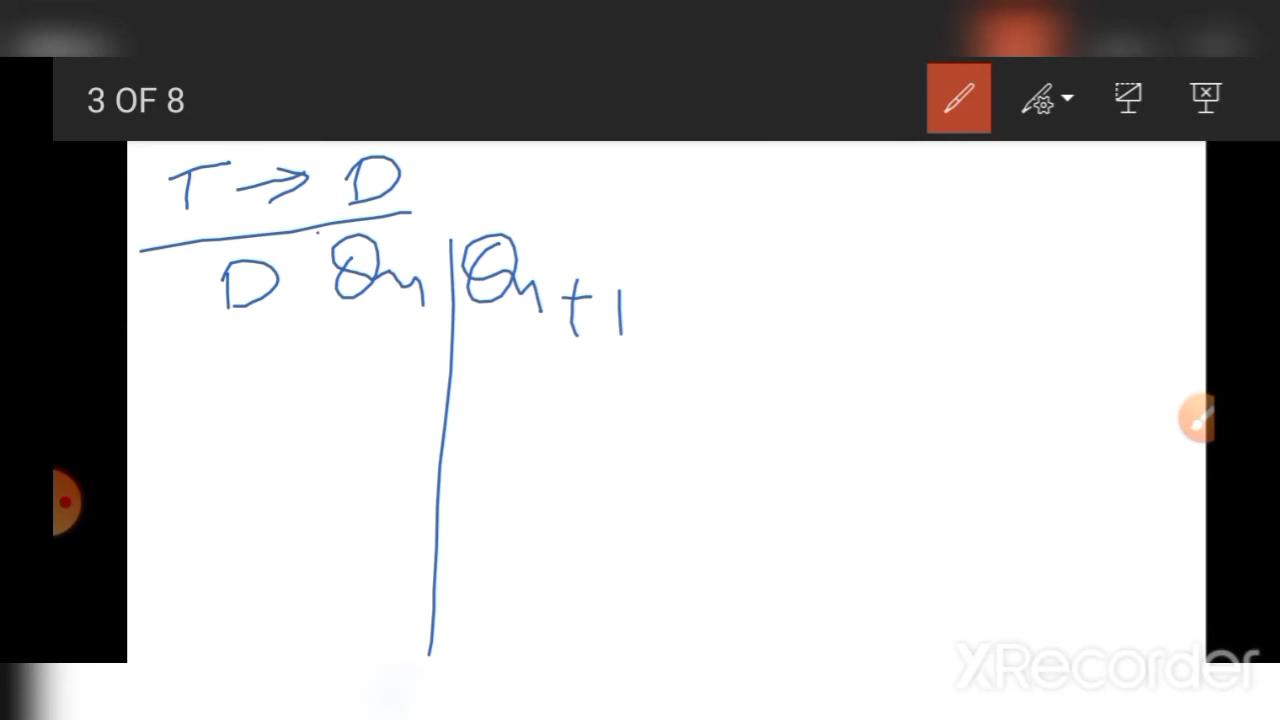 3 OF 8
T → D
D Qn | Qn+1
XRecorder